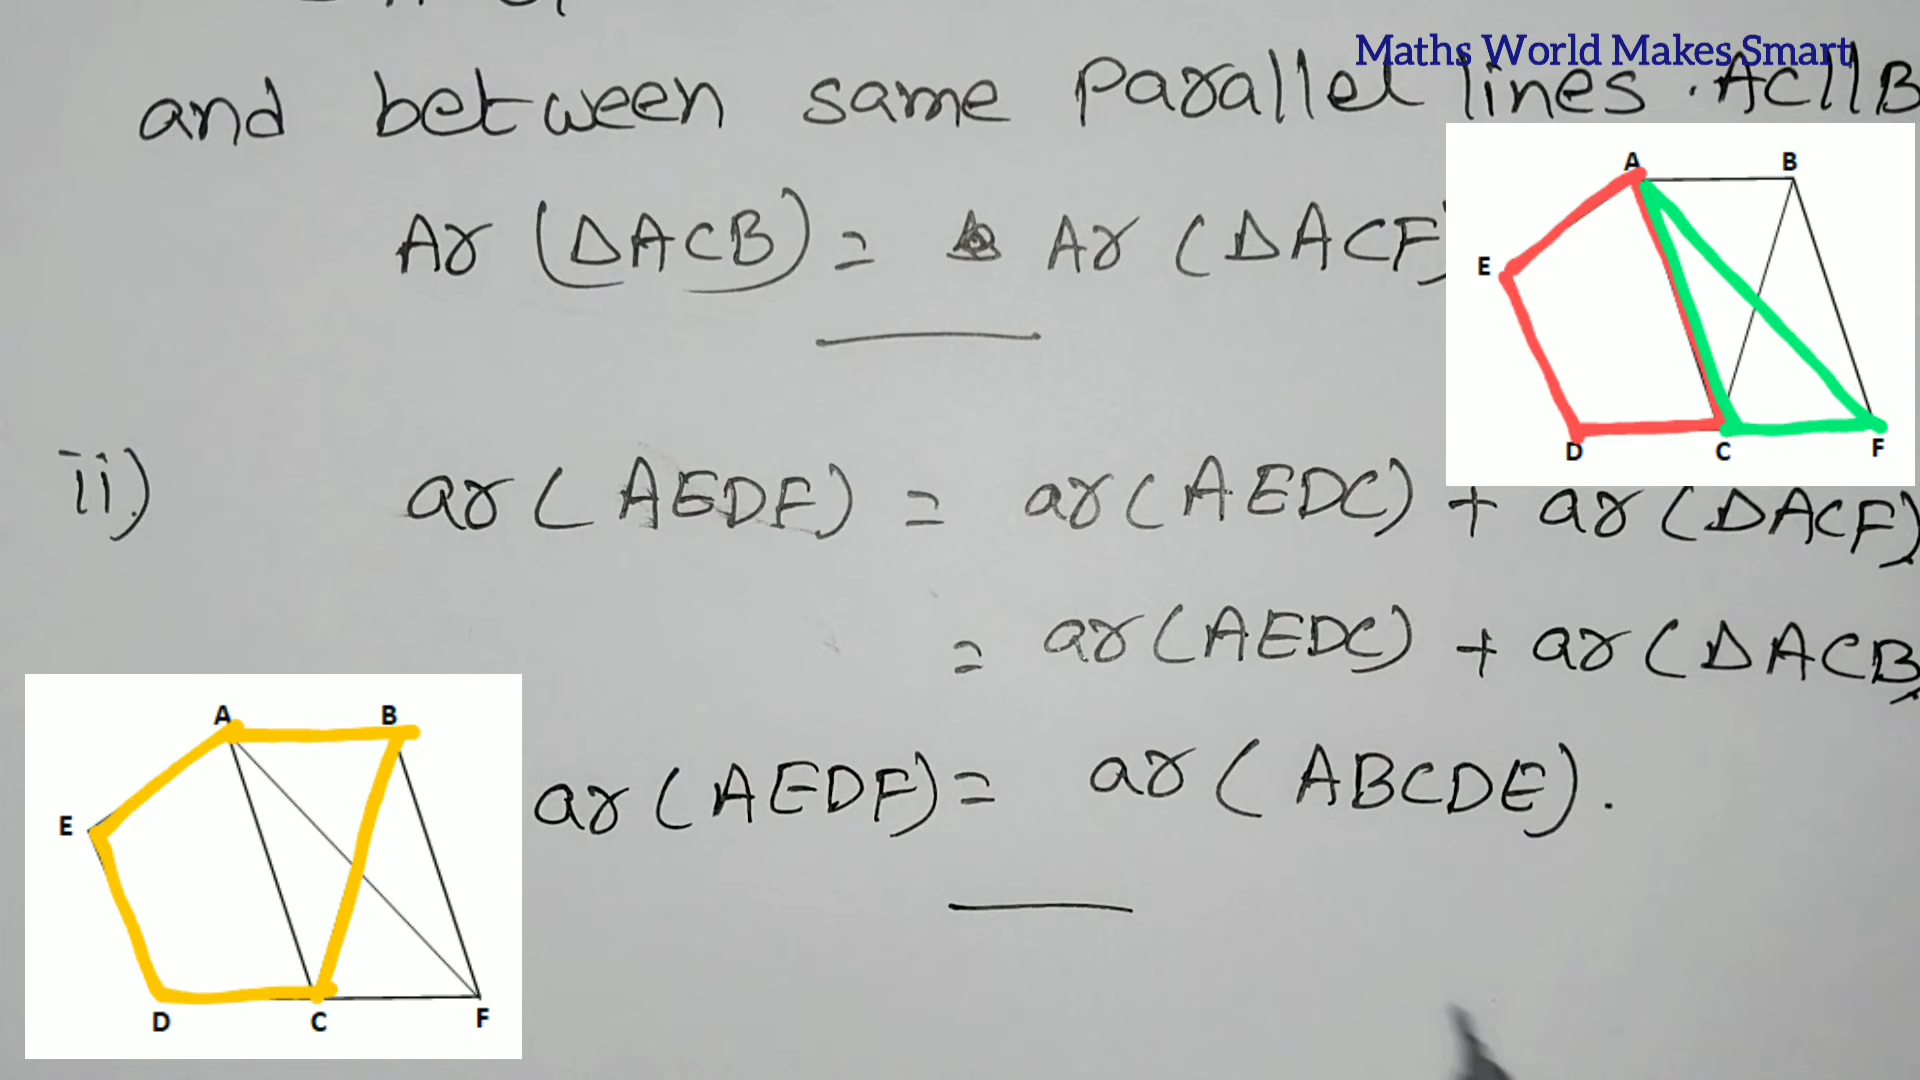 Maths World Makes Smart
and between same parallel lines. AC||B
Ar (ΔACB) = Ar (ΔACF)
A B
E
D C F
ii) ar (AEDF) = ar (AEDC) + ar (ΔACF)
= ar (AEDC) + ar (ΔACB
A B
E
D C F
ar (AEDF) = ar (ABCDE).